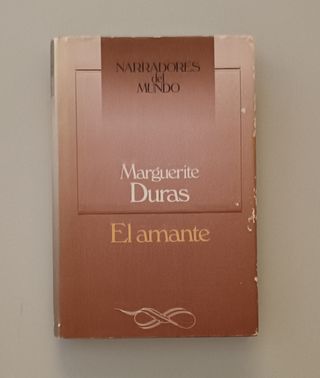 NARRADORES
del
MUNDO
Marguerite
Duras
El amante